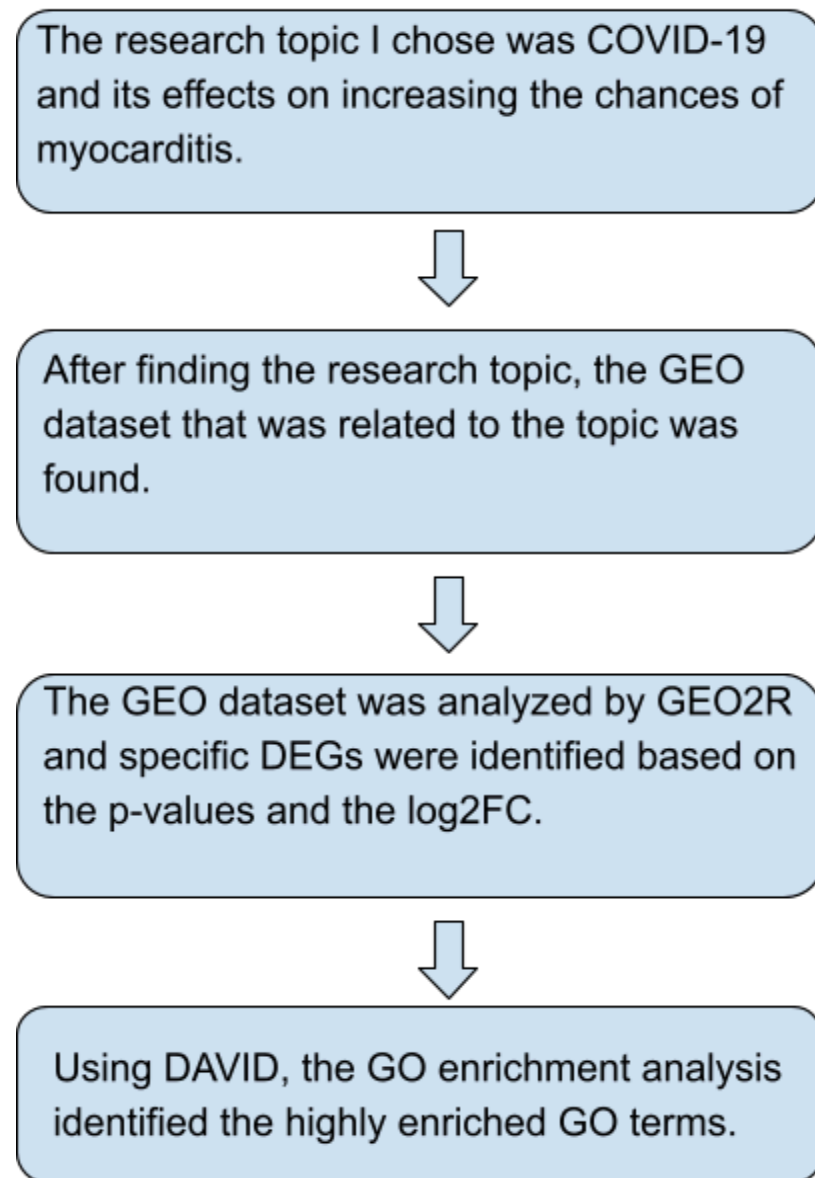 The research topic I chose was COVID-19
and its effects on increasing the chances of
myocarditis.
After finding the research topic, the GEO
dataset that was related to the topic was
found.
The GEO dataset was analyzed by GEO2R
and specific DEGs were identified based on
the p-values and the log2FC.
Using DAVID, the GO enrichment analysis
identified the highly enriched GO terms.